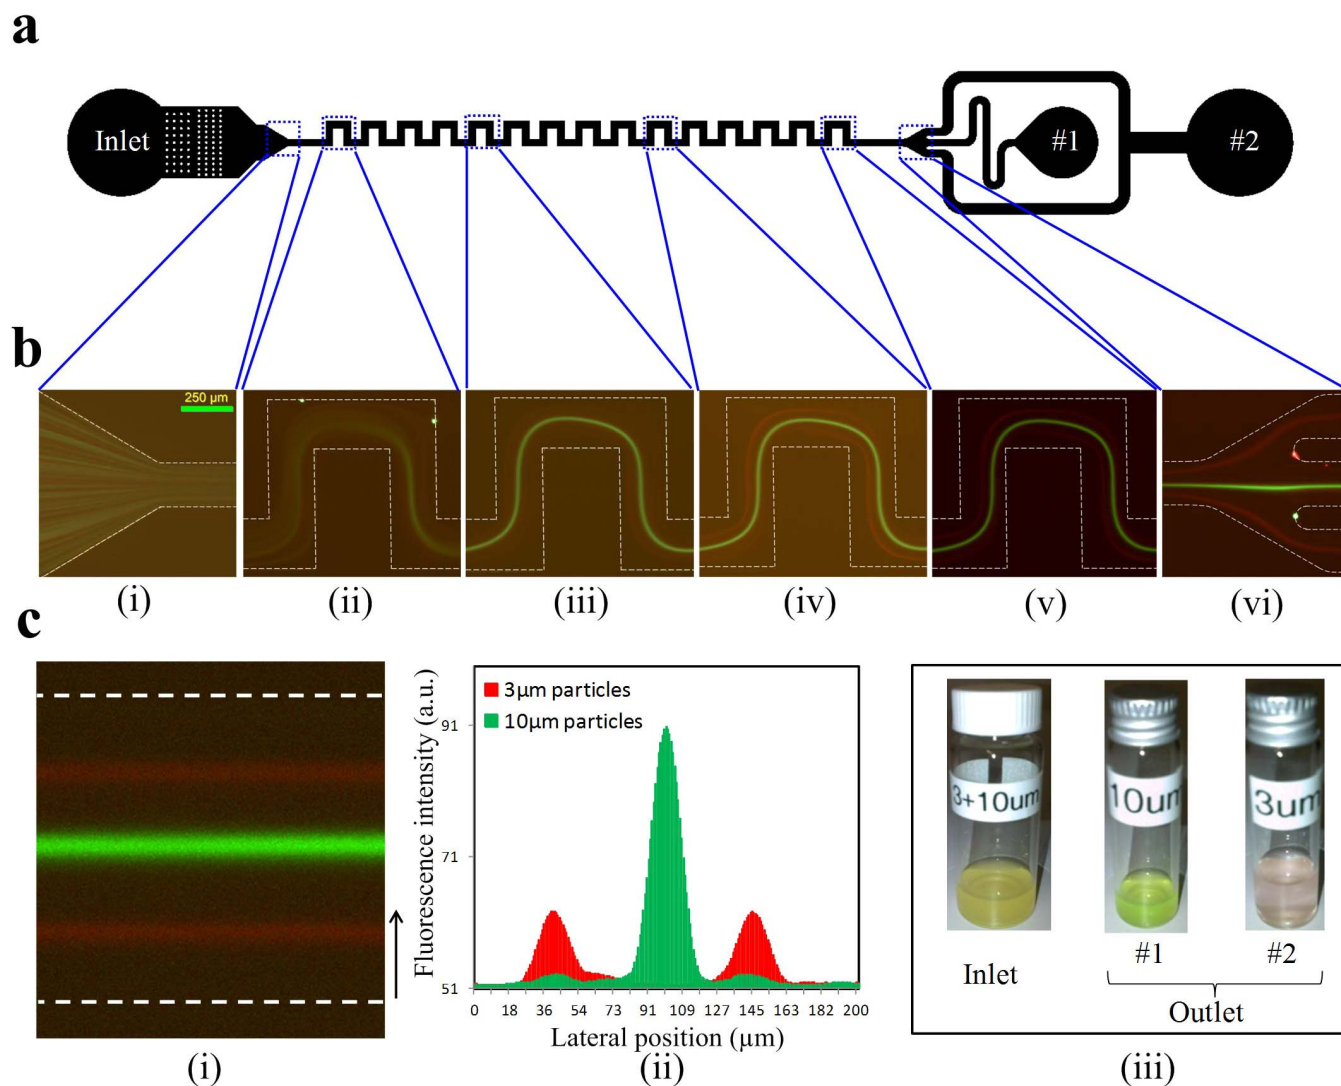 a
Inlet
#1
#2
b
250 µm
(i)
(ii)
(iii)
(iv)
(v)
(vi)
c
(i)
Fluorescence intensity (a.u.)
3µm particles
10µm particles
91
71
51
0 18 36 54 73 91 109 127 145 163 182 200
Lateral position (µm)
(ii)
3+10um
10um
3um
Inlet
#1
#2
Outlet
(iii)